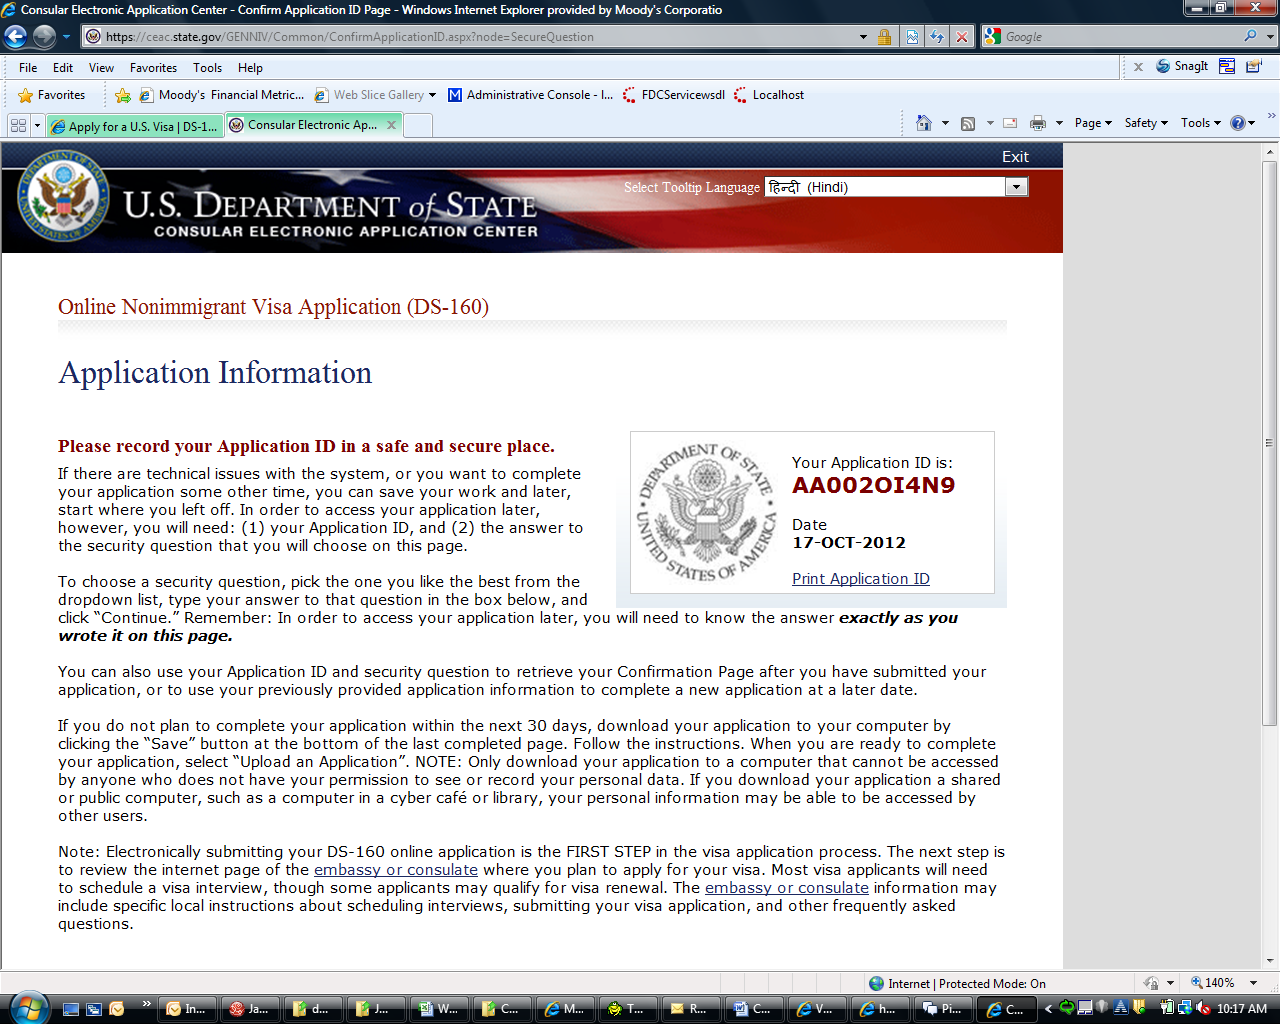 Consular Electronic Application Center - Confirm Application ID Page - Windows Internet Explorer provided by Moody's Corporatio
https://ceac.state.gov/GENNIV/Common/ConfirmApplicationID.aspx?node=SecureQuestion
Google
File Edit View Favorites Tools Help
SnagIt
Favorites Moody's Financial Metric... Web Slice Gallery Administrative Console - I... FDCServicewsdl Localhost
Apply for a U.S. Visa | DS-1... Consular Electronic Ap... Page Safety Tools
Exit
Select Tooltip Language हिन्दी (Hindi)
U.S. DEPARTMENT of STATE
CONSULAR ELECTRONIC APPLICATION CENTER
Online Nonimmigrant Visa Application (DS-160)
Application Information
Please record your Application ID in a safe and secure place.
If there are technical issues with the system, or you want to complete
your application some other time, you can save your work and later,
start where you left off. In order to access your application later,
however, you will need: (1) your Application ID, and (2) the answer to
the security question that you will choose on this page.
DEPARTMENT OF STATE
UNITED STATES OF AMERICA
Your Application ID is:
AA002OI4N9
Date
17-OCT-2012
Print Application ID
To choose a security question, pick the one you like the best from the
dropdown list, type your answer to that question in the box below, and
click “Continue.” Remember: In order to access your application later, you will need to know the answer exactly as you
wrote it on this page.
You can also use your Application ID and security question to retrieve your Confirmation Page after you have submitted your
application, or to use your previously provided application information to complete a new application at a later date.
If you do not plan to complete your application within the next 30 days, download your application to your computer by
clicking the “Save” button at the bottom of the last completed page. Follow the instructions. When you are ready to complete
your application, select “Upload an Application”. NOTE: Only download your application to a computer that cannot be accessed
by anyone who does not have your permission to see or record your personal data. If you download your application a shared
or public computer, such as a computer in a cyber café or library, your personal information may be able to be accessed by
other users.
Note: Electronically submitting your DS-160 online application is the FIRST STEP in the visa application process. The next step is
to review the internet page of the embassy or consulate where you plan to apply for your visa. Most visa applicants will need
to schedule a visa interview, though some applicants may qualify for visa renewal. The embassy or consulate information may
include specific local instructions about scheduling interviews, submitting your visa application, and other frequently asked
questions.
Internet | Protected Mode: On 140%
In... Ja... d... J... W... C... M... T... R... C... V... h... Pi... C... 10:17 AM